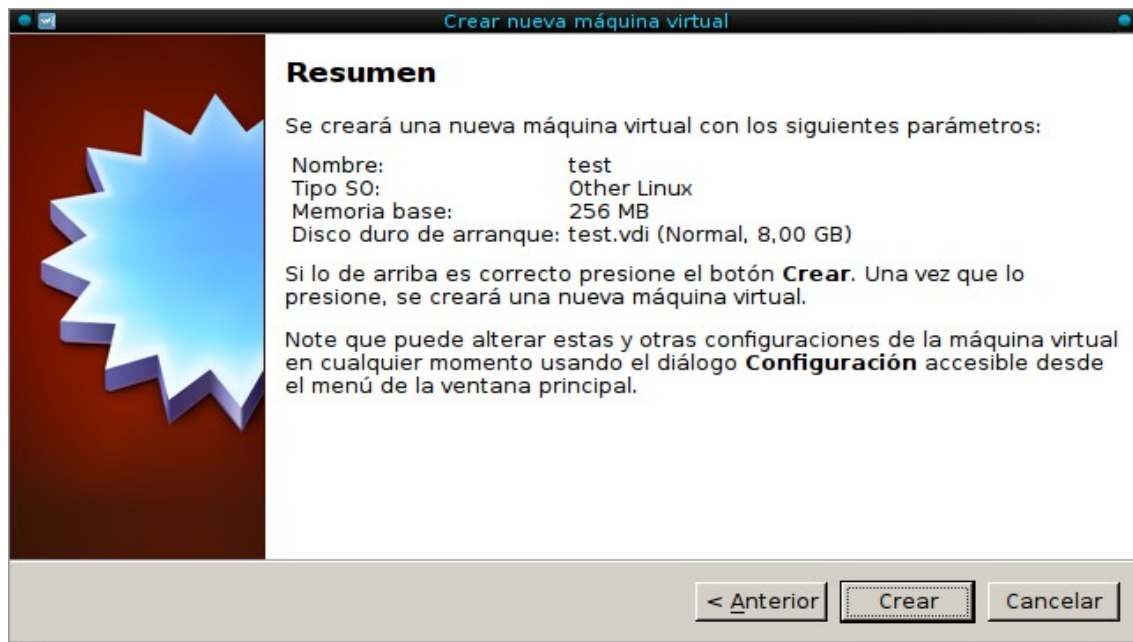 Crear nueva máquina virtual
Resumen
Se creará una nueva máquina virtual con los siguientes parámetros:
Nombre: test
Tipo SO: Other Linux
Memoria base: 256 MB
Disco duro de arranque: test.vdi (Normal, 8,00 GB)
Si lo de arriba es correcto presione el botón Crear. Una vez que lo
presione, se creará una nueva máquina virtual.
Note que puede alterar estas y otras configuraciones de la máquina virtual
en cualquier momento usando el diálogo Configuración accesible desde
el menú de la ventana principal.
< Anterior Crear Cancelar